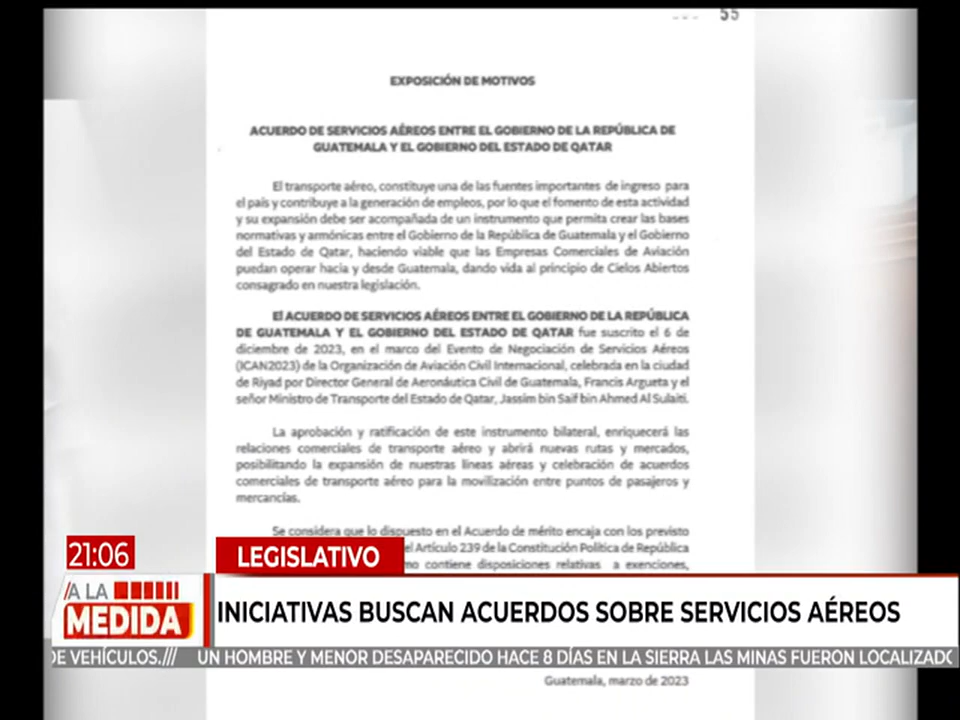 55
EXPOSICIÓN DE MOTIVOS
ACUERDO DE SERVICIOS AÉREOS ENTRE EL GOBIERNO DE LA REPÚBLICA DE
GUATEMALA Y EL GOBIERNO DEL ESTADO DE QATAR
El transporte aéreo, constituye una de las fuentes importantes de ingreso para
el país y contribuye a la generación de empleos, por lo que el fomento de esta actividad
y su expansión debe ser acompañada de un instrumento que permita crear las bases
normativas y armónicas entre el Gobierno de la República de Guatemala y el Gobierno
del Estado de Qatar, haciendo viable que las Empresas Comerciales de Aviación
puedan operar hacia y desde Guatemala, dando vida al principio de Cielos Abiertos
consagrado en nuestra legislación.
El ACUERDO DE SERVICIOS AÉREOS ENTRE EL GOBIERNO DE LA REPÚBLICA
DE GUATEMALA Y EL GOBIERNO DEL ESTADO DE QATAR fue suscrito el 6 de
diciembre de 2023, en el marco del Evento de Negociación de Servicios Aéreos
(ICAN2023) de la Organización de Aviación Civil Internacional, celebrada en la ciudad
de Riyad por Director General de Aeronáutica Civil de Guatemala, Francis Argueta y el
señor Ministro de Transporte del Estado de Qatar, Jassim bin Saif bin Ahmed Al Sulaiti.
La aprobación y ratificación de este instrumento bilateral, enriquecerá las
relaciones comerciales de transporte aéreo y abrirá nuevas rutas y mercados,
posibilitando la expansión de nuestras líneas aéreas y celebración de acuerdos
comerciales de transporte aéreo para la movilización entre puntos de pasajeros y
mercancías.
Se considera que lo dispuesto en el Acuerdo de mérito encaja con los previsto
el Artículo 239 de la Constitución Política de República
contiene disposiciones relativas a exenciones,
21:06
LEGISLATIVO
/A LA
MEDIDA
INICIATIVAS BUSCAN ACUERDOS SOBRE SERVICIOS AÉREOS
DE VEHÍCULOS./// UN HOMBRE Y MENOR DESAPARECIDO HACE 8 DÍAS EN LA SIERRA LAS MINAS FUERON LOCALIZADO
Guatemala, marzo de 2023